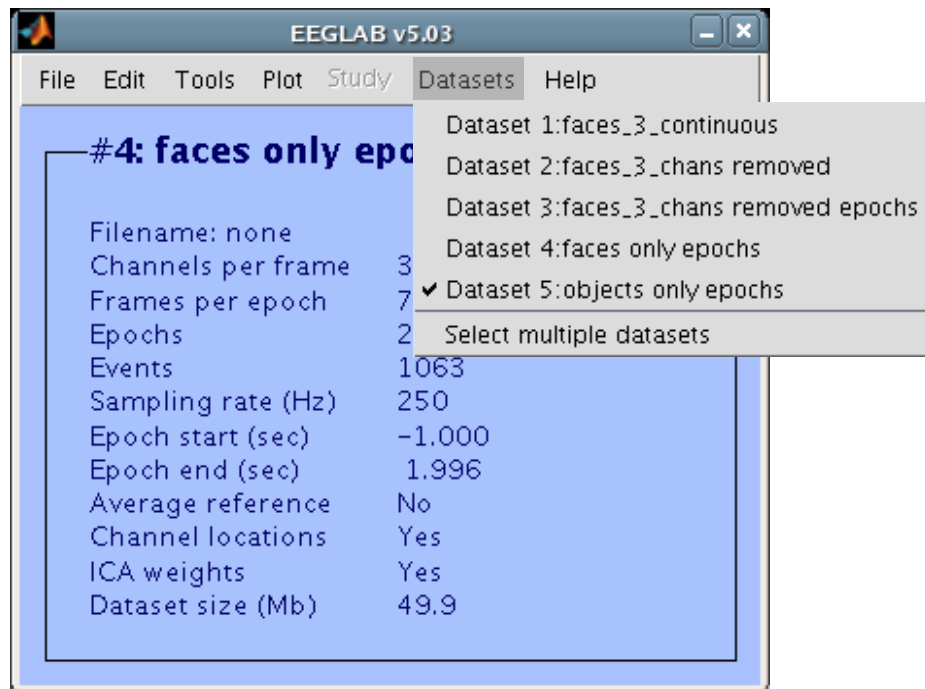 EEGLAB v5.03
File Edit Tools Plot Study Datasets Help
Dataset 1:faces_3_continuous
Dataset 2:faces_3_chans removed
Dataset 3:faces_3_chans removed epochs
Dataset 4:faces only epochs
✔ Dataset 5:objects only epochs
Select multiple datasets
#4: faces only epo
Filename: none
Channels per frame 3
Frames per epoch 7
Epochs 2
Events 1063
Sampling rate (Hz) 250
Epoch start (sec) -1.000
Epoch end (sec) 1.996
Average reference No
Channel locations Yes
ICA weights Yes
Dataset size (Mb) 49.9